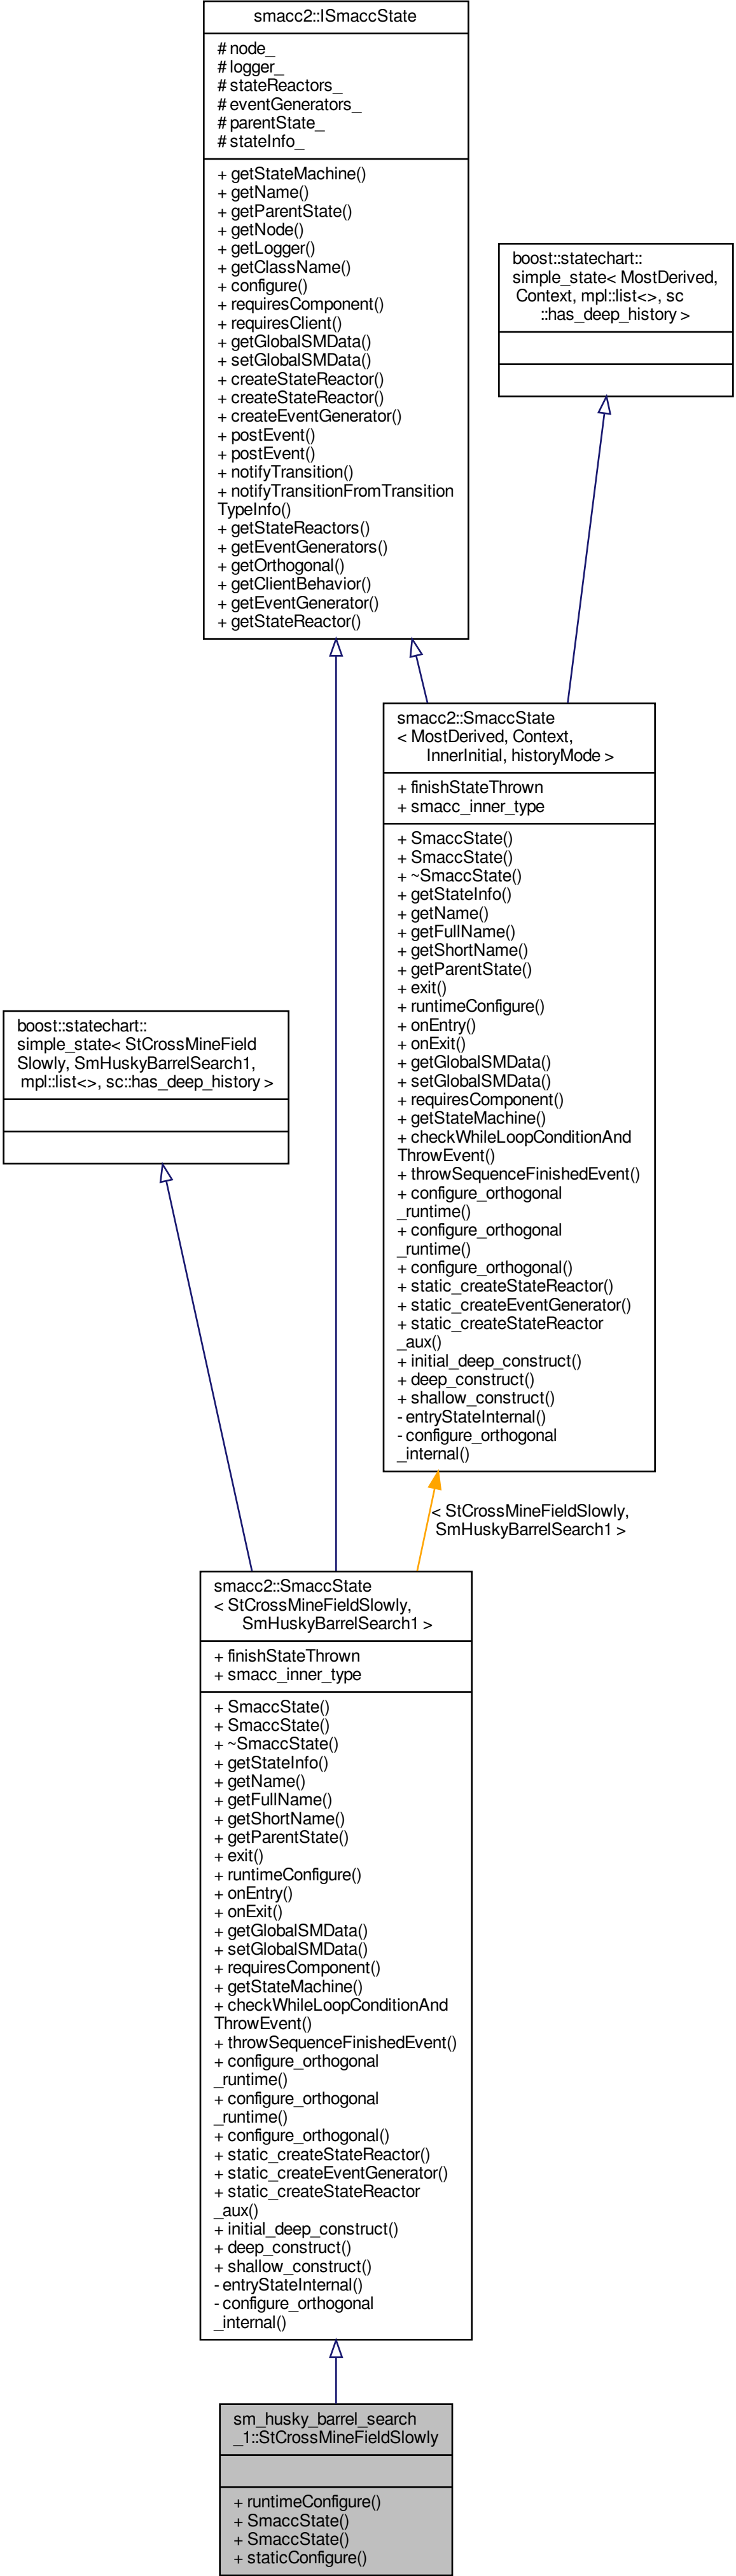 smacc2::ISmaccState
# node_
# logger_
# stateReactors_
# eventGenerators_
# parentState_
# stateInfo_
+ getStateMachine()
+ getName()
+ getParentState()
+ getNode()
+ getLogger()
+ getClassName()
+ configure()
+ requiresComponent()
+ requiresClient()
+ getGlobalSMData()
+ setGlobalSMData()
+ createStateReactor()
+ createStateReactor()
+ createEventGenerator()
+ postEvent()
+ postEvent()
+ notifyTransition()
+ notifyTransitionFromTransition
TypeInfo()
+ getStateReactors()
+ getEventGenerators()
+ getOrthogonal()
+ getClientBehavior()
+ getEventGenerator()
+ getStateReactor()
boost::statechart::
simple_state< MostDerived,
Context, mpl::list<>, sc
::has_deep_history >
smacc2::SmaccState
< MostDerived, Context,
InnerInitial, historyMode >
+ finishStateThrown
+ smacc_inner_type
+ SmaccState()
+ SmaccState()
+ ~SmaccState()
+ getStateInfo()
+ getName()
+ getFullName()
+ getShortName()
+ getParentState()
+ exit()
+ runtimeConfigure()
+ onEntry()
+ onExit()
+ getGlobalSMData()
+ setGlobalSMData()
+ requiresComponent()
+ getStateMachine()
+ checkWhileLoopConditionAnd
ThrowEvent()
+ throwSequenceFinishedEvent()
+ configure_orthogonal
_runtime()
+ configure_orthogonal
_runtime()
+ configure_orthogonal()
+ static_createStateReactor()
+ static_createEventGenerator()
+ static_createStateReactor
_aux()
+ initial_deep_construct()
+ deep_construct()
+ shallow_construct()
- entryStateInternal()
- configure_orthogonal
_internal()
boost::statechart::
simple_state< StCrossMineField
Slowly, SmHuskyBarrelSearch1,
mpl::list<>, sc::has_deep_history >
< StCrossMineFieldSlowly,
SmHuskyBarrelSearch1 >
smacc2::SmaccState
< StCrossMineFieldSlowly,
SmHuskyBarrelSearch1 >
+ finishStateThrown
+ smacc_inner_type
+ SmaccState()
+ SmaccState()
+ ~SmaccState()
+ getStateInfo()
+ getName()
+ getFullName()
+ getShortName()
+ getParentState()
+ exit()
+ runtimeConfigure()
+ onEntry()
+ onExit()
+ getGlobalSMData()
+ setGlobalSMData()
+ requiresComponent()
+ getStateMachine()
+ checkWhileLoopConditionAnd
ThrowEvent()
+ throwSequenceFinishedEvent()
+ configure_orthogonal
_runtime()
+ configure_orthogonal
_runtime()
+ configure_orthogonal()
+ static_createStateReactor()
+ static_createEventGenerator()
+ static_createStateReactor
_aux()
+ initial_deep_construct()
+ deep_construct()
+ shallow_construct()
- entryStateInternal()
- configure_orthogonal
_internal()
sm_husky_barrel_search
_1::StCrossMineFieldSlowly
+ runtimeConfigure()
+ SmaccState()
+ SmaccState()
+ staticConfigure()